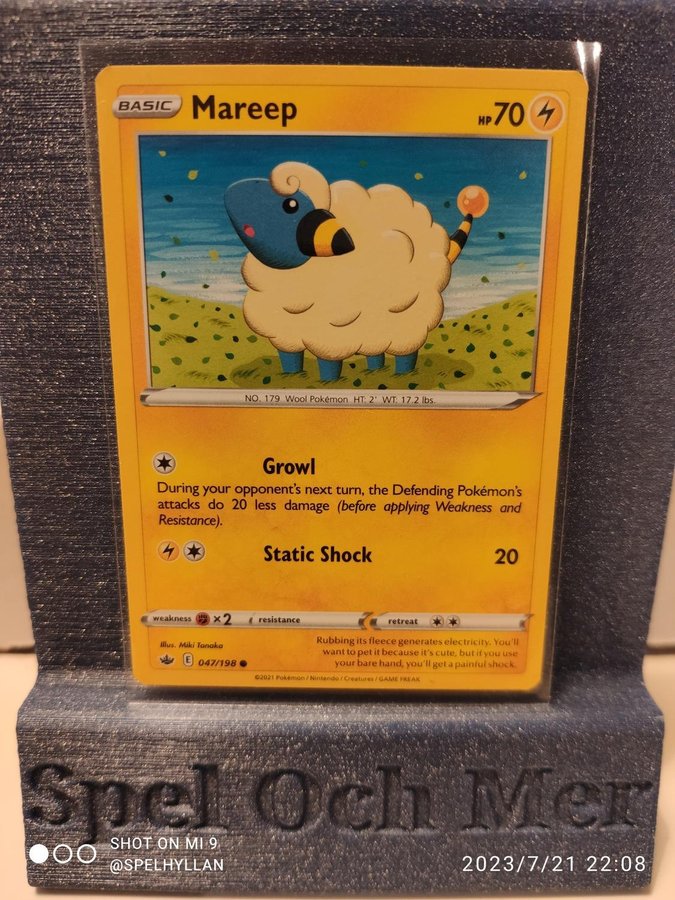 BASIC Mareep HP 70
NO. 179 Wool Pokémon HT: 2' WT: 17.2 lbs.
Growl
During your opponent's next turn, the Defending Pokémon's
attacks do 20 less damage (before applying Weakness and
Resistance).
Static Shock 20
weakness ×2 resistance retreat
Illus. Miki Tanaka
E 047/198
Rubbing its fleece generates electricity. You'll
want to pet it because it's cute, but if you use
your bare hand, you'll get a painful shock.
©2021 Pokémon / Nintendo / Creatures / GAME FREAK
Spel Och Mer
SHOT ON MI 9
@SPELHYLLAN
2023/7/21 22:08